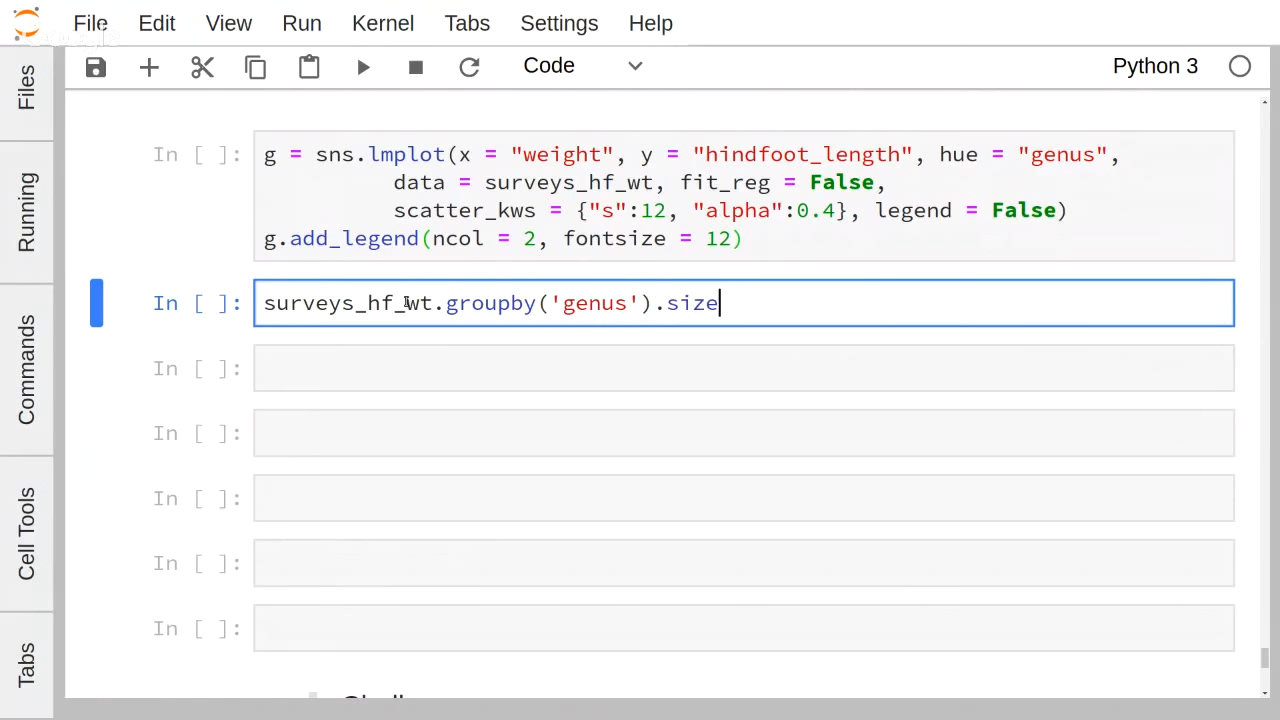 File Edit View Run Kernel Tabs Settings Help
Code
Python 3
Files
Running
Commands
Cell Tools
Tabs
In [ ]:
g = sns.lmplot(x = "weight", y = "hindfoot_length", hue = "genus",
data = surveys_hf_wt, fit_reg = False,
scatter_kws = {"s":12, "alpha":0.4}, legend = False)
g.add_legend(ncol = 2, fontsize = 12)
In [ ]:
surveys_hf_wt.groupby('genus').size
In [ ]:
In [ ]:
In [ ]:
In [ ]:
In [ ]: